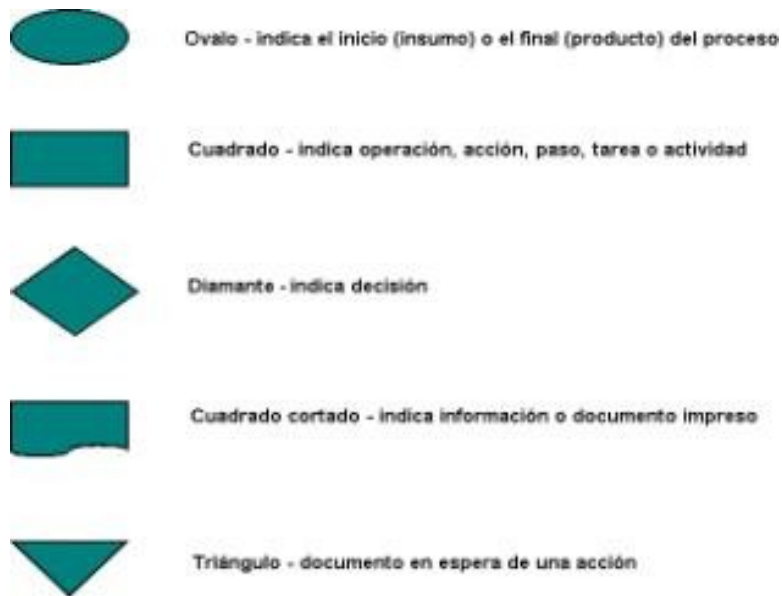 Ovalo - indica el inicio (insumo) o el final (producto) del proceso
Cuadrado - indica operación, acción, paso, tarea o actividad
Diamante - indica decisión
Cuadrado cortado - indica información o documento impreso
Triángulo - documento en espera de una acción